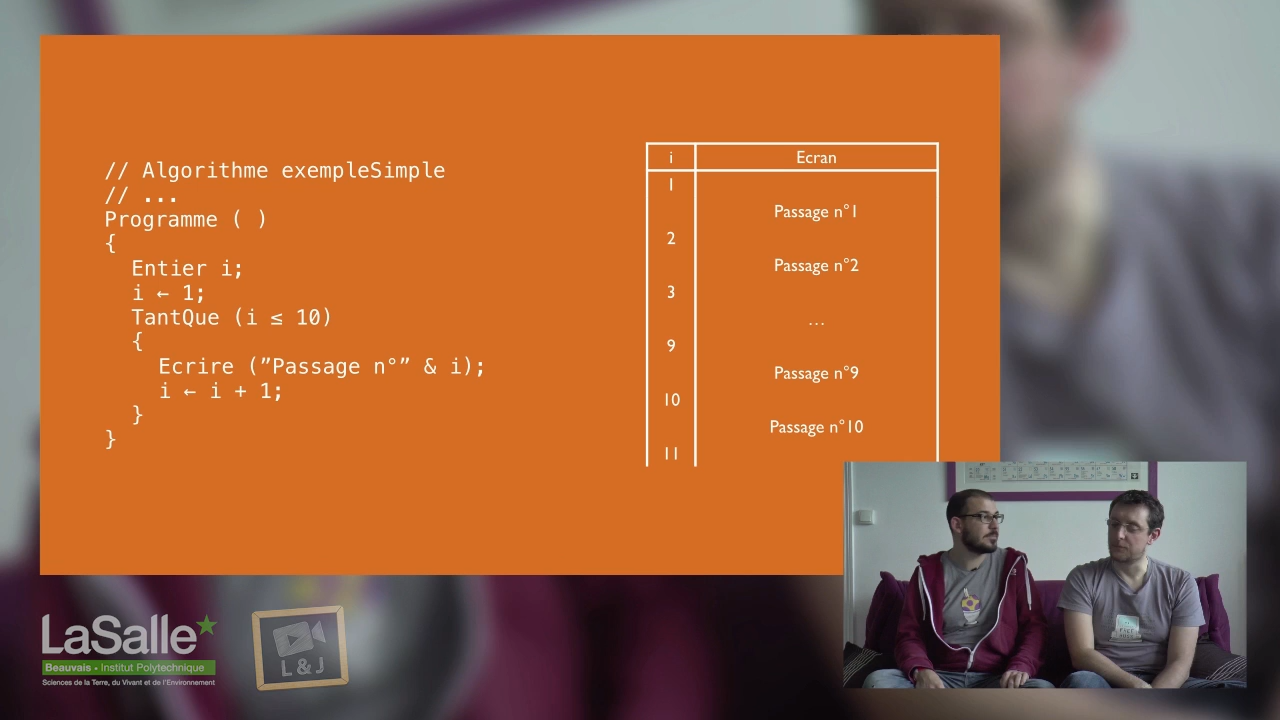 // Algorithme exempleSimple
// ...
Programme ( )
{
Entier i;
i ← 1;
TantQue (i ≤ 10)
{
Ecrire (”Passage n°” & i);
i ← i + 1;
}
}
i Ecran
1
Passage n°1
2
Passage n°2
3
...
9
Passage n°9
10
Passage n°10
11
LaSalle
Beauvais • Institut Polytechnique
Sciences de la Terre, du Vivant et de l'Environnement
L & J